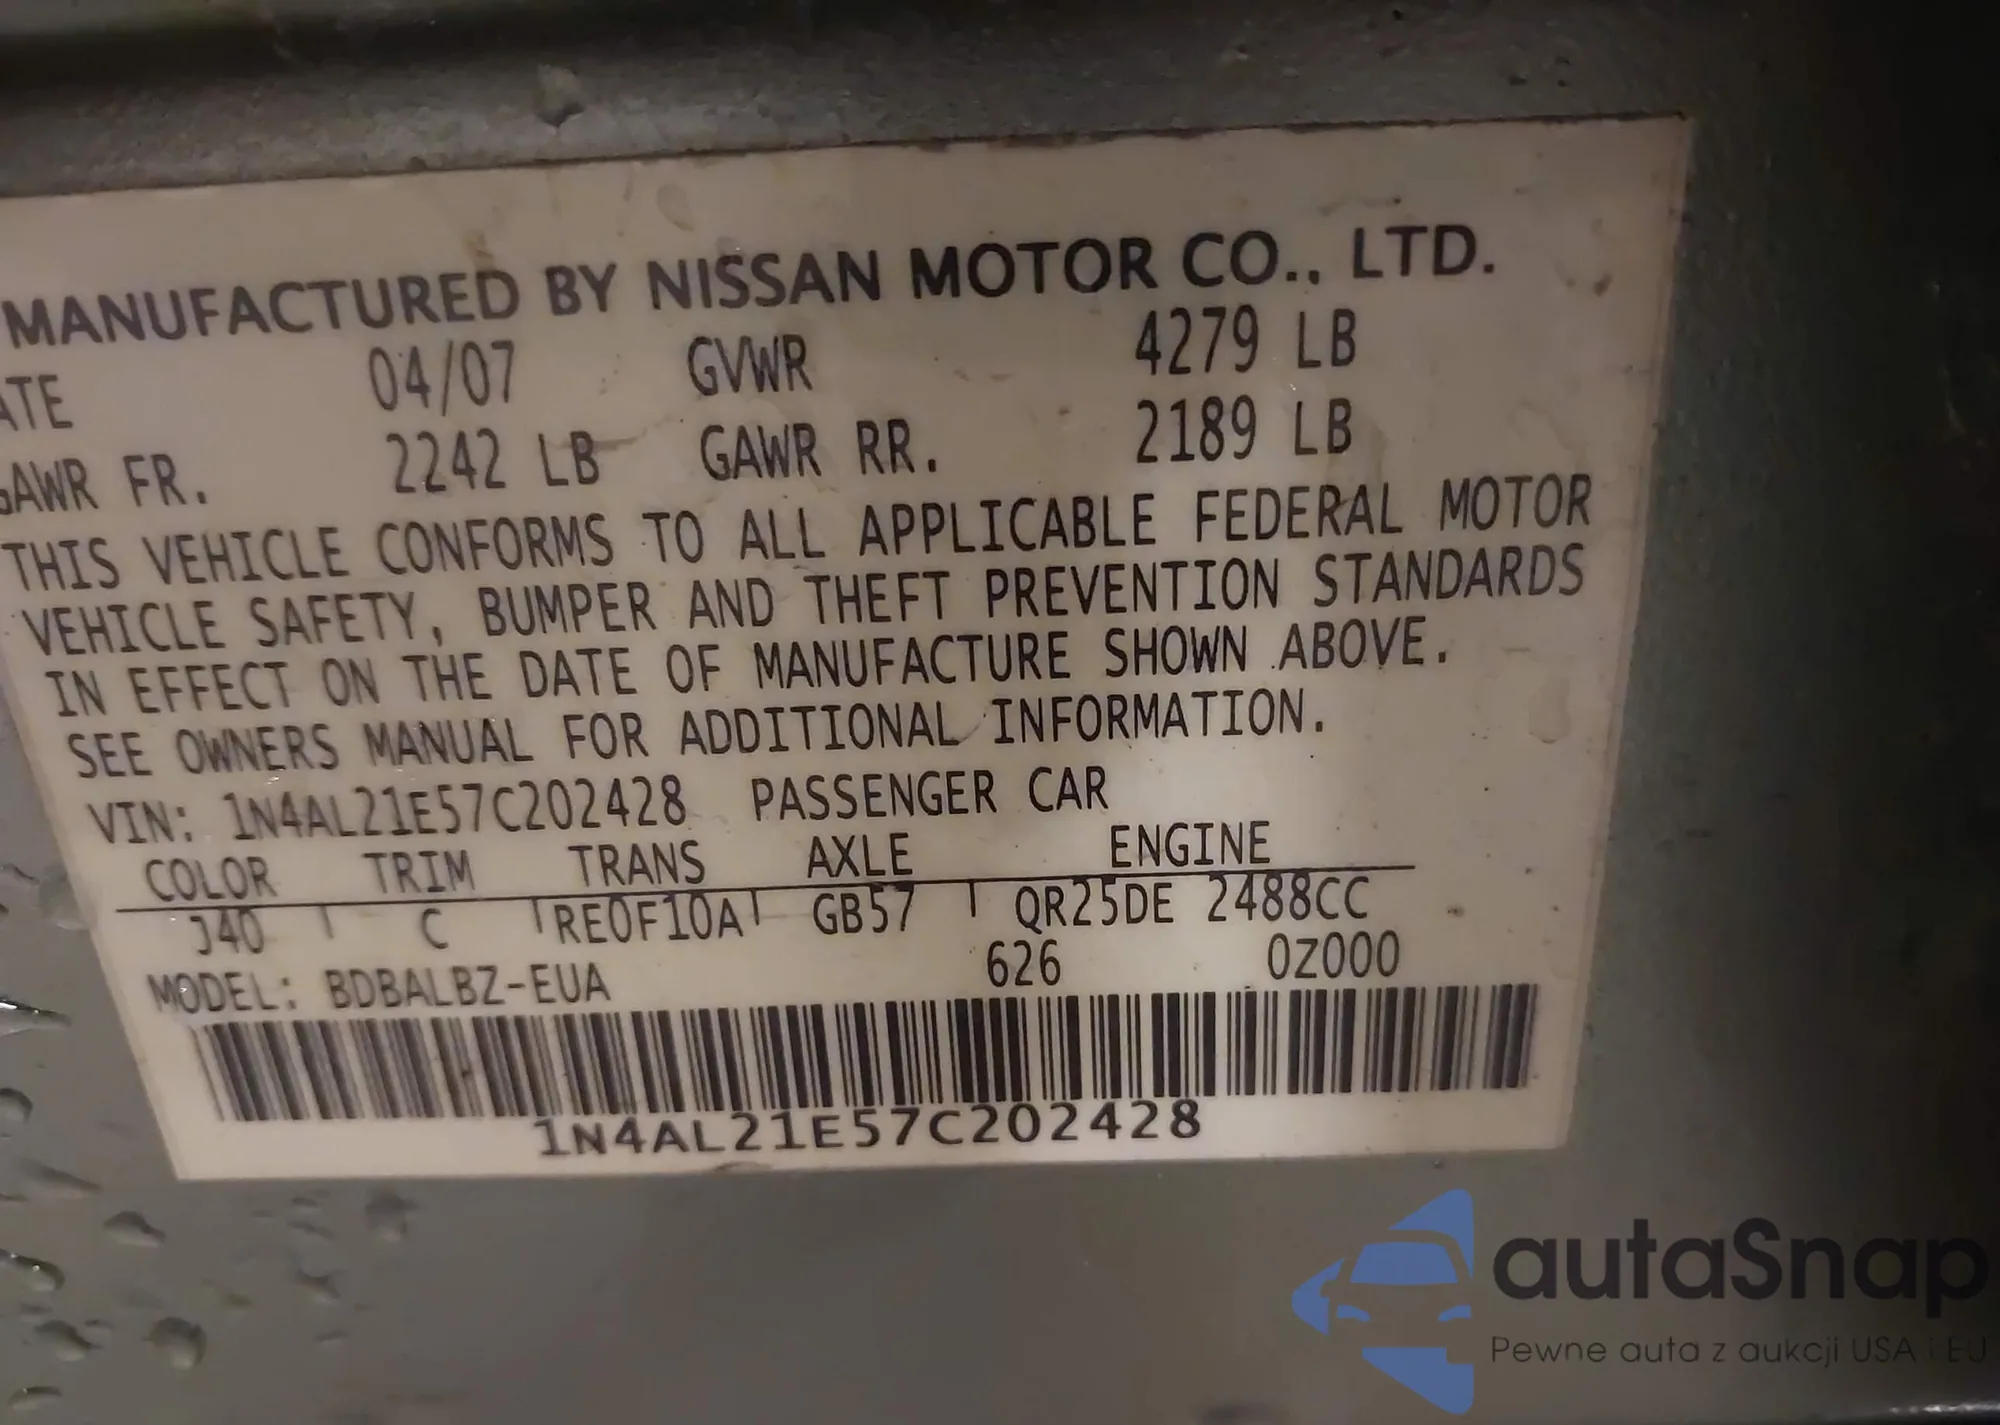 MANUFACTURED BY NISSAN MOTOR CO., LTD.
ATE 04/07 GVWR 4279 LB
GAWR FR. 2242 LB GAWR RR. 2189 LB
THIS VEHICLE CONFORMS TO ALL APPLICABLE FEDERAL MOTOR
VEHICLE SAFETY, BUMPER AND THEFT PREVENTION STANDARDS
IN EFFECT ON THE DATE OF MANUFACTURE SHOWN ABOVE.
SEE OWNERS MANUAL FOR ADDITIONAL INFORMATION.
VIN: 1N4AL21E57C202428 PASSENGER CAR
COLOR TRIM TRANS AXLE ENGINE
J40 C RE0F10A GB57 QR25DE 2488CC
626 0Z000
MODEL: BDBALBZ-EUA
1N4AL21E57C202428
autaSnap
Pewne auta z aukcji USA i EU